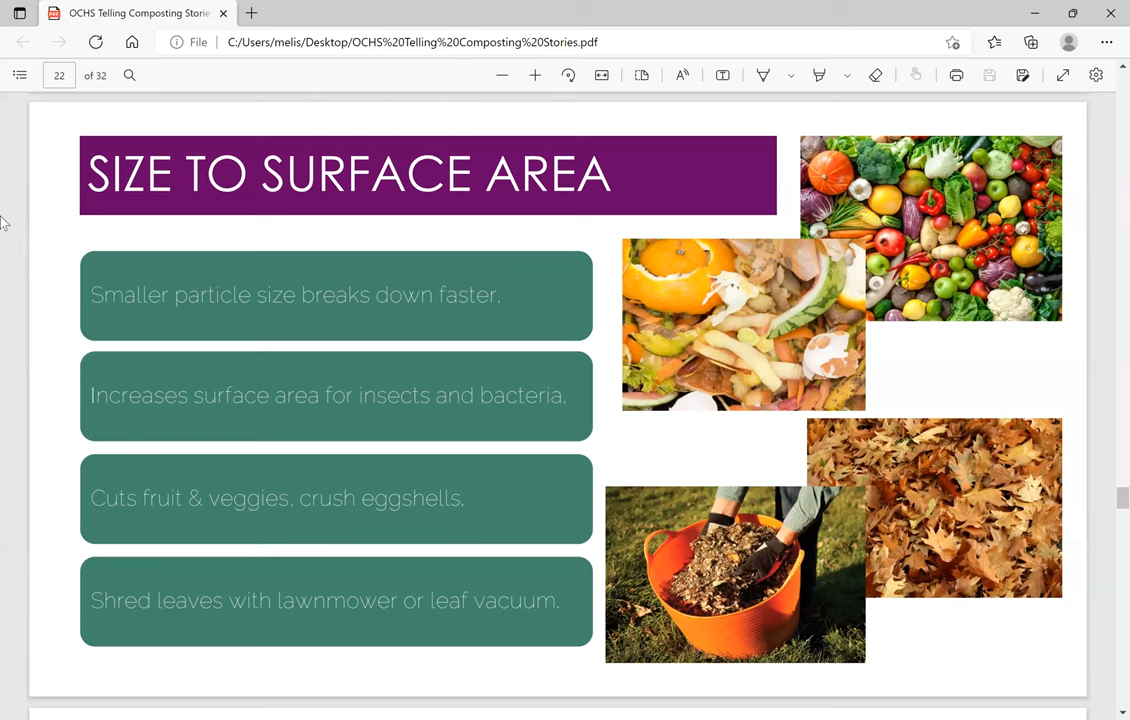 OCHS Telling Composting Storie
File
C:/Users/melis/Desktop/OCHS%20Telling%20Composting%20Stories.pdf
22 of 32
SIZE TO SURFACE AREA
Smaller particle size breaks down faster.
Increases surface area for insects and bacteria.
Cuts fruit & veggies, crush eggshells.
Shred leaves with lawnmower or leaf vacuum.